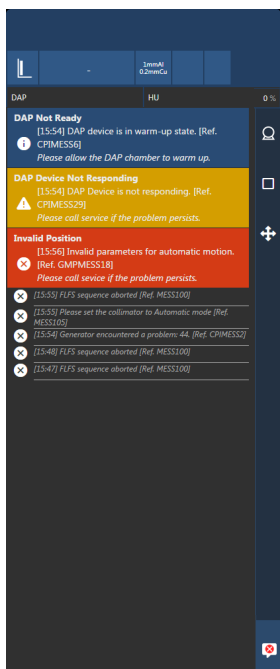 1mmAl
0.2mmCu
-
DAP HU 0 %
DAP Not Ready
[15:54] DAP device is in warm-up state. [Ref.
CPIMESS6]
Please allow the DAP chamber to warm up.
DAP Device Not Responding
[15:54] DAP Device is not responding. [Ref.
CPIMESS29]
Please call service if the problem persists.
Invalid Position
[15:56] Invalid parameters for automatic motion.
[Ref. GMPMESS18]
Please call sevice if the problem persists.
[15:55] FLFS sequence aborted [Ref. MESS100]
[15:55] Please set the collimator to Automatic mode [Ref.
MESS105]
[15:54] Generator encountered a problem: 44. [Ref. CPIMESS2]
[15:48] FLFS sequence aborted [Ref. MESS100]
[15:47] FLFS sequence aborted [Ref. MESS100]